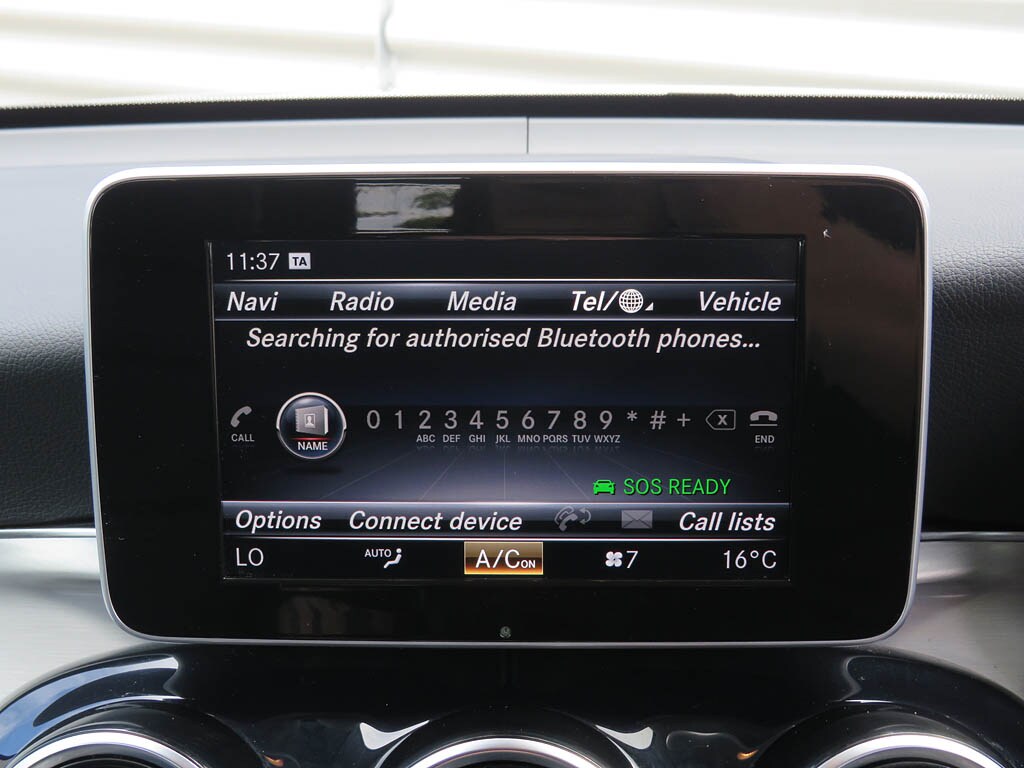 11:37 TA
Navi Radio Media Tel/ Vehicle
Searching for authorised Bluetooth phones...
0 1 2 3 4 5 6 7 8 9 * # + X
CALL NAME ABC DEF GHI JKL MNO PQRS TUV WXYZ END
SOS READY
Options Connect device Call lists
LO AUTO A/C ON 7 16°C